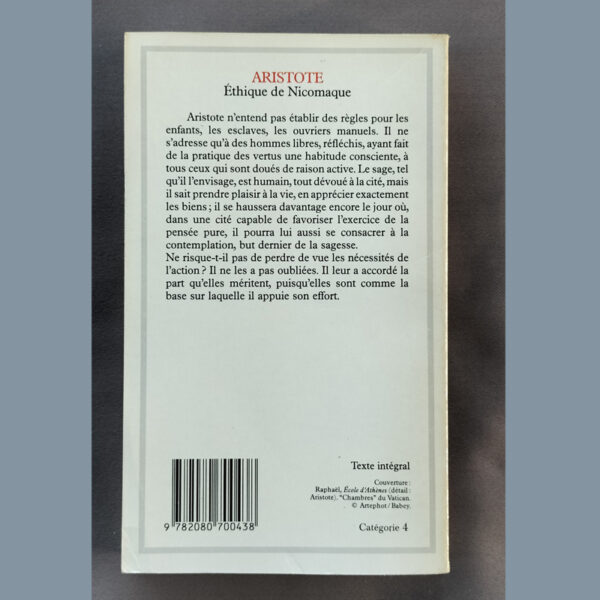 ARISTOTE
Éthique de Nicomaque
Aristote n'entend pas établir des règles pour les
enfants, les esclaves, les ouvriers manuels. Il ne
s'adresse qu'à des hommes libres, réfléchis, ayant fait
de la pratique des vertus une habitude consciente, à
tous ceux qui sont doués de raison active. Le sage, tel
qu'il l'envisage, est humain, tout dévoué à la cité, mais
il sait prendre plaisir à la vie, en apprécier exactement
les biens ; il se haussera davantage encore le jour où,
dans une cité capable de favoriser l'exercice de la
pensée pure, il pourra lui aussi se consacrer à la
contemplation, but dernier de la sagesse.
Ne risque-t-il pas de perdre de vue les nécessités de
l'action ? Il ne les a pas oubliées. Il leur a accordé la
part qu'elles méritent, puisqu'elles sont comme la
base sur laquelle il appuie son effort.
Texte intégral
Couverture :
Raphaël, École d'Athènes (détail :
Aristote). "Chambres" du Vatican.
© Artephot / Babey.
9 782080 700438
Catégorie 4